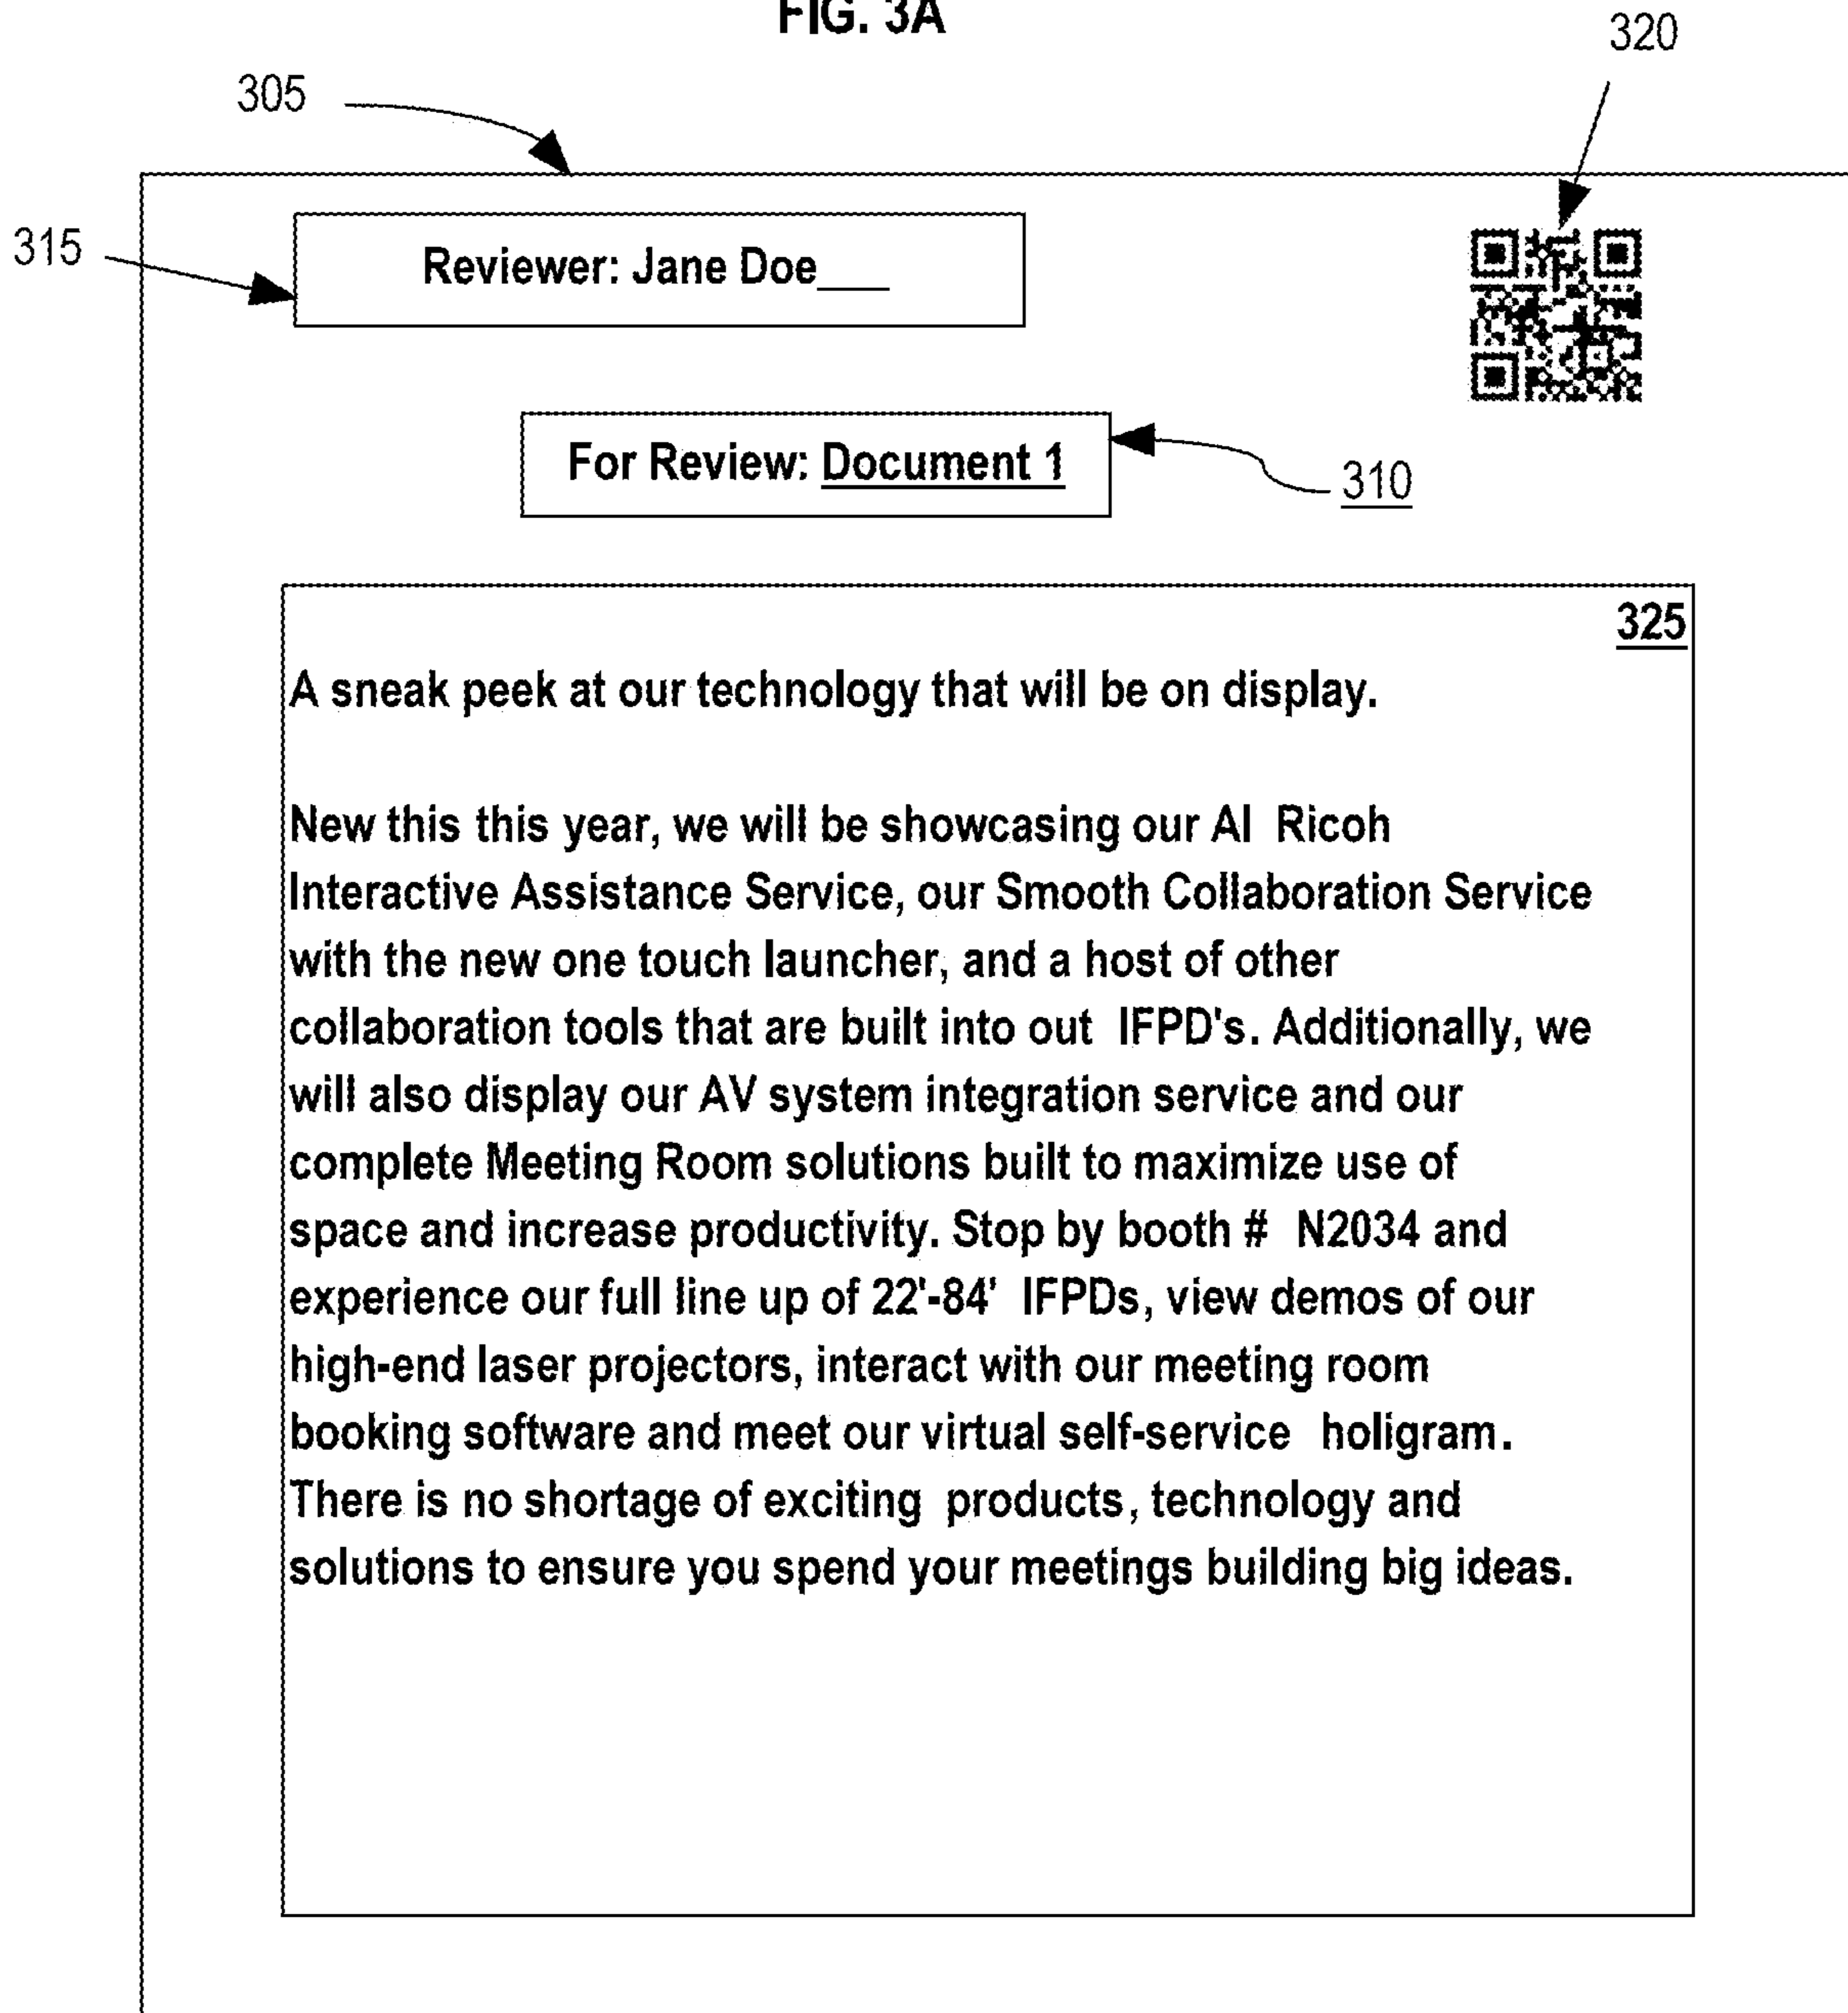 FIG. 3A
320
305
315
Reviewer: Jane Doe___
For Review: Document 1
310
325
A sneak peek at our technology that will be on display.
New this this year, we will be showcasing our AI Ricoh
Interactive Assistance Service, our Smooth Collaboration Service
with the new one touch launcher, and a host of other
collaboration tools that are built into out IFPD's. Additionally, we
will also display our AV system integration service and our
complete Meeting Room solutions built to maximize use of
space and increase productivity. Stop by booth # N2034 and
experience our full line up of 22'-84' IFPDs, view demos of our
high-end laser projectors, interact with our meeting room
booking software and meet our virtual self-service holigram.
There is no shortage of exciting products, technology and
solutions to ensure you spend your meetings building big ideas.